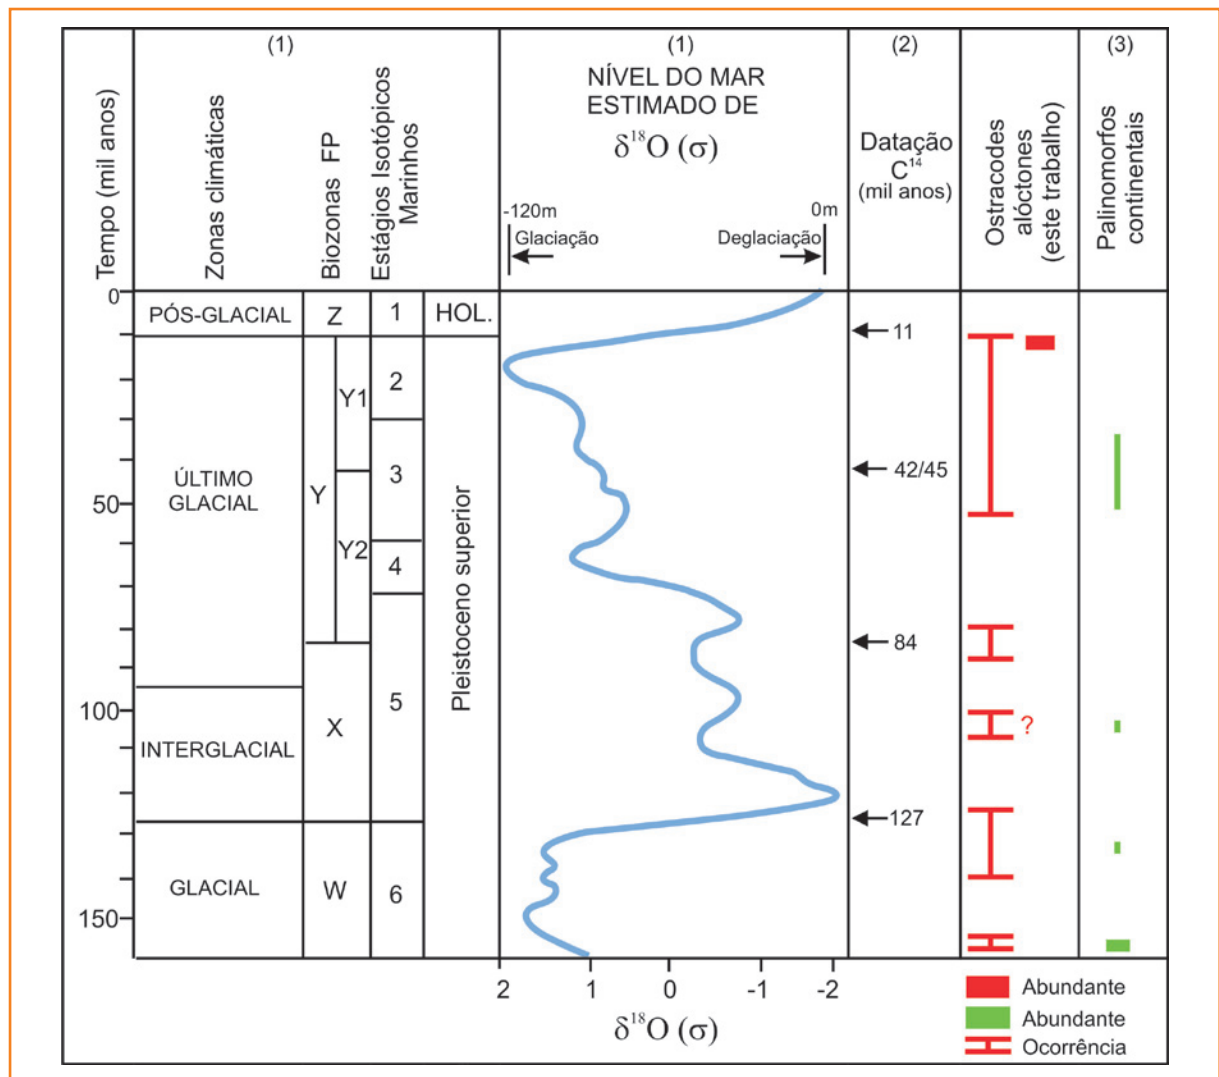 (1)
(1)
(2)
(3)
Tempo (mil anos)
Zonas climáticas
Biozonas FP
Estágios Isotópicos
Marinhos
NÍVEL DO MAR
ESTIMADO DE
δ¹⁸O (σ)
-120m
0m
Glaciação
Deglaciação
Datação
C¹⁴
(mil anos)
Ostracodes
alóctones
(este trabalho)
Palinomorfos
continentais
0
50
100
150
PÓS-GLACIAL
Z
1
HOL.
ÚLTIMO
GLACIAL
Y
Y1
Y2
2
3
4
5
INTERGLACIAL
X
GLACIAL
W
6
Pleistoceno superior
11
42/45
84
127
?
2 1 0 -1 -2
δ¹⁸O (σ)
Abundante
Abundante
Ocorrência